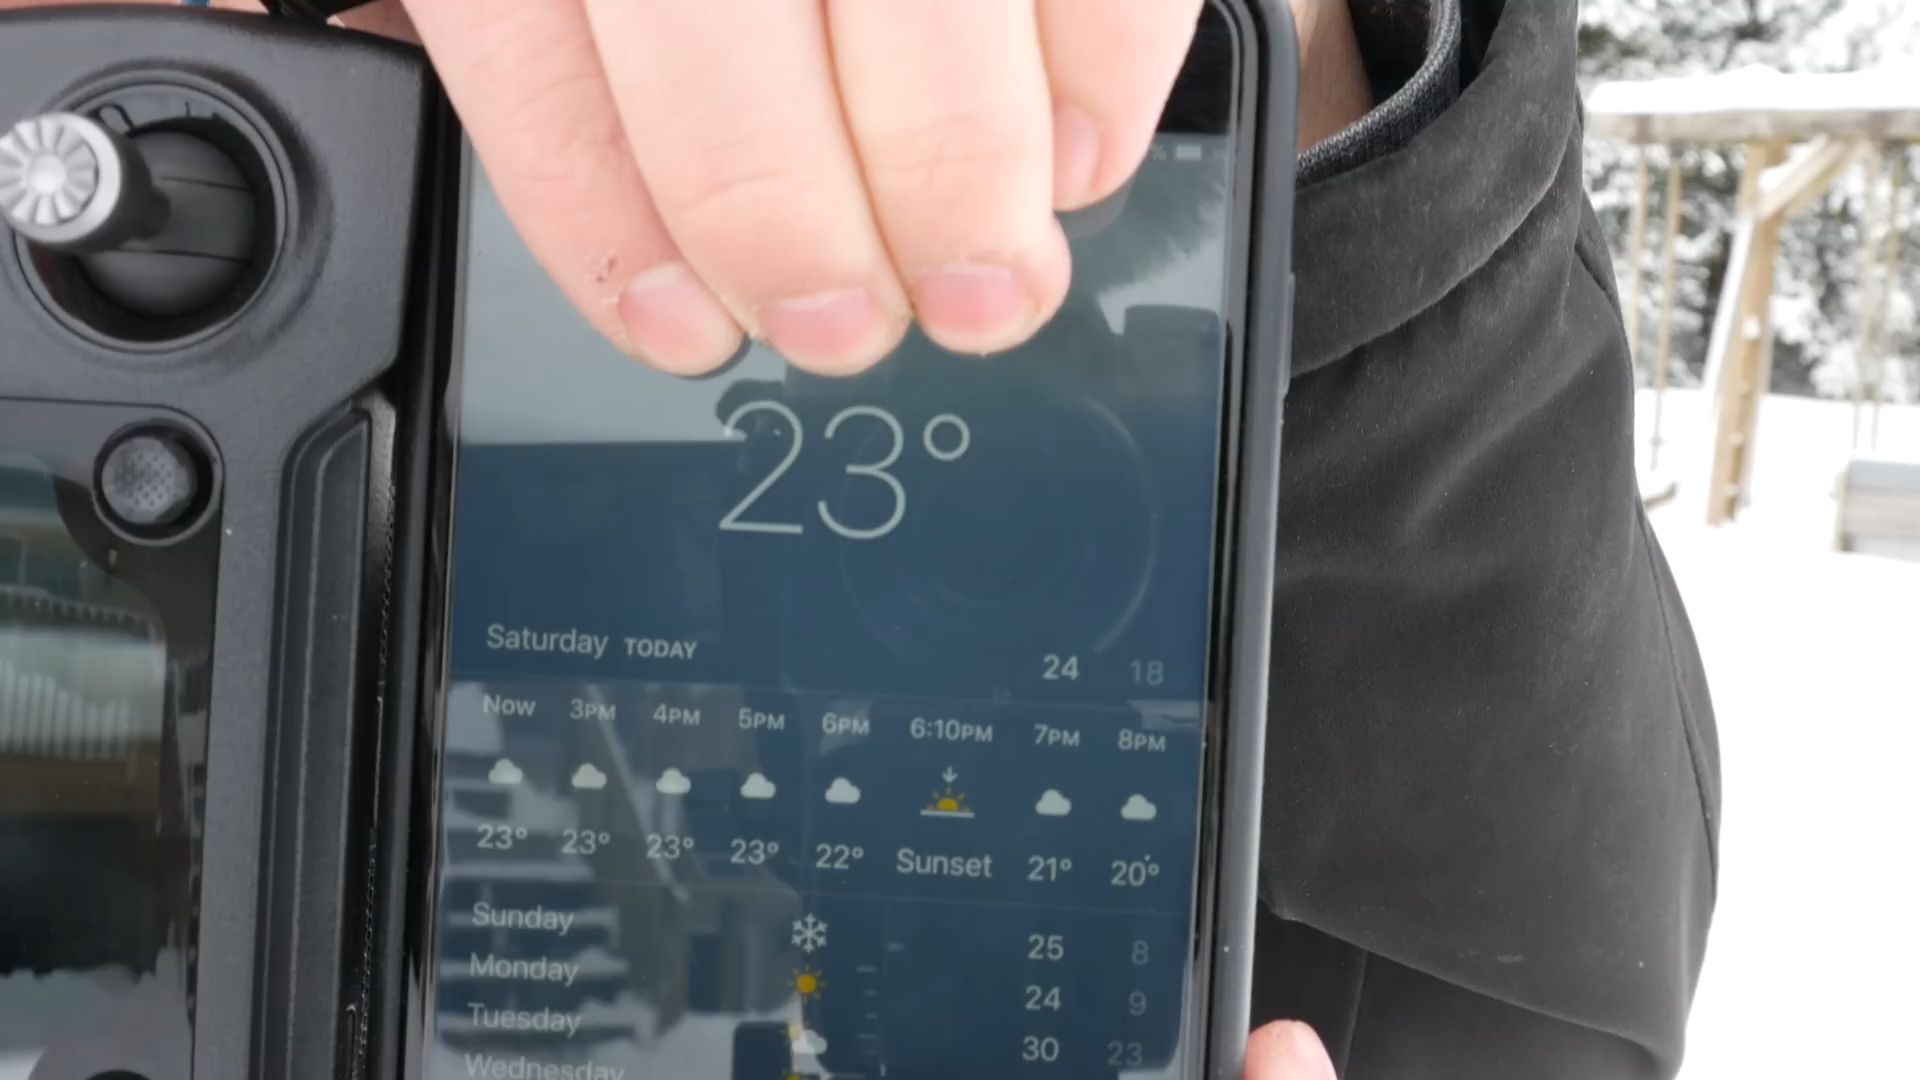 23°
Saturday TODAY 24 18
Now 3PM 4PM 5PM 6PM 6:10PM 7PM 8PM
23° 23° 23° 23° 22° Sunset 21° 20°
Sunday 25 8
Monday 24 9
Tuesday 30 23
Wednesday